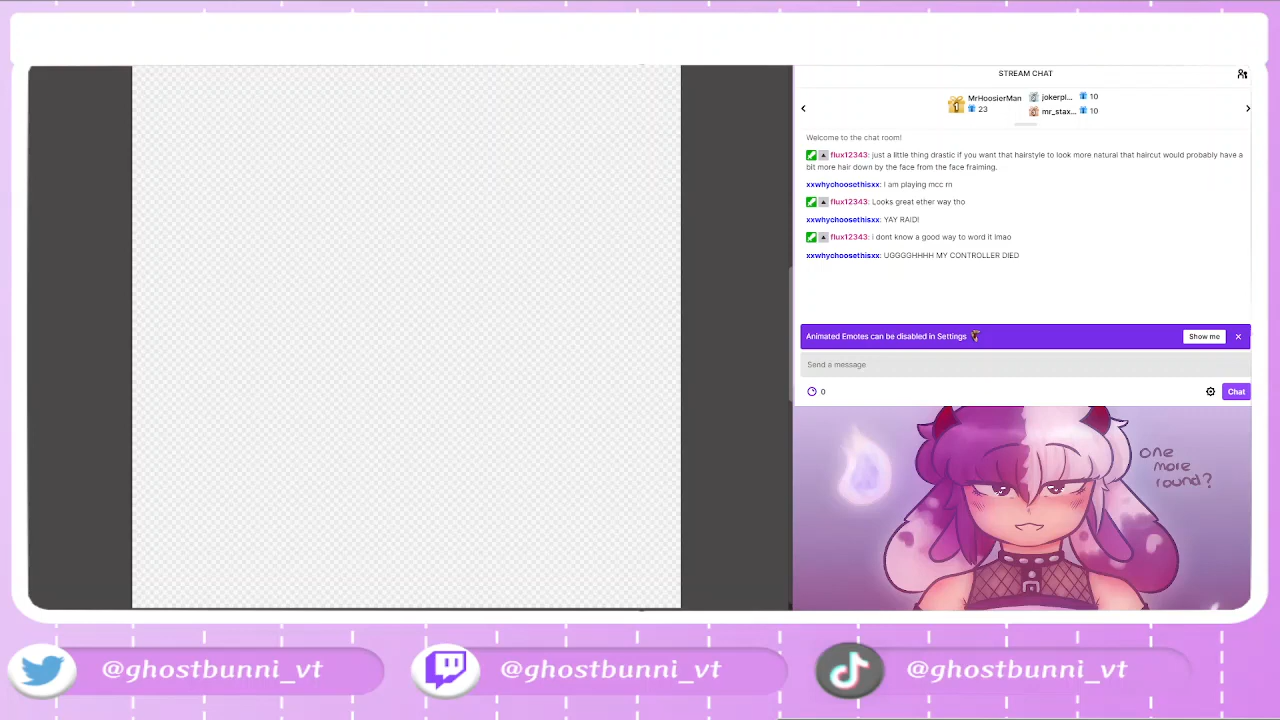 STREAM CHAT
MrHoosierMan
23
jokerpl... 10
mr_stax... 10
Welcome to the chat room!
flux12343: just a little thing drastic if you want that hairstyle to look more natural that haircut would probably have a
bit more hair down by the face from the face fraiming.
xxwhychoosethisxx: I am playing mcc rn
flux12343: Looks great ether way tho
xxwhychoosethisxx: YAY RAID!
flux12343: i dont know a good way to word it lmao
xxwhychoosethisxx: UGGGGHHHH MY CONTROLLER DIED
Animated Emotes can be disabled in Settings
Show me
Send a message
0
Chat
one
more
round?
@ghostbunni_vt
@ghostbunni_vt
@ghostbunni_vt